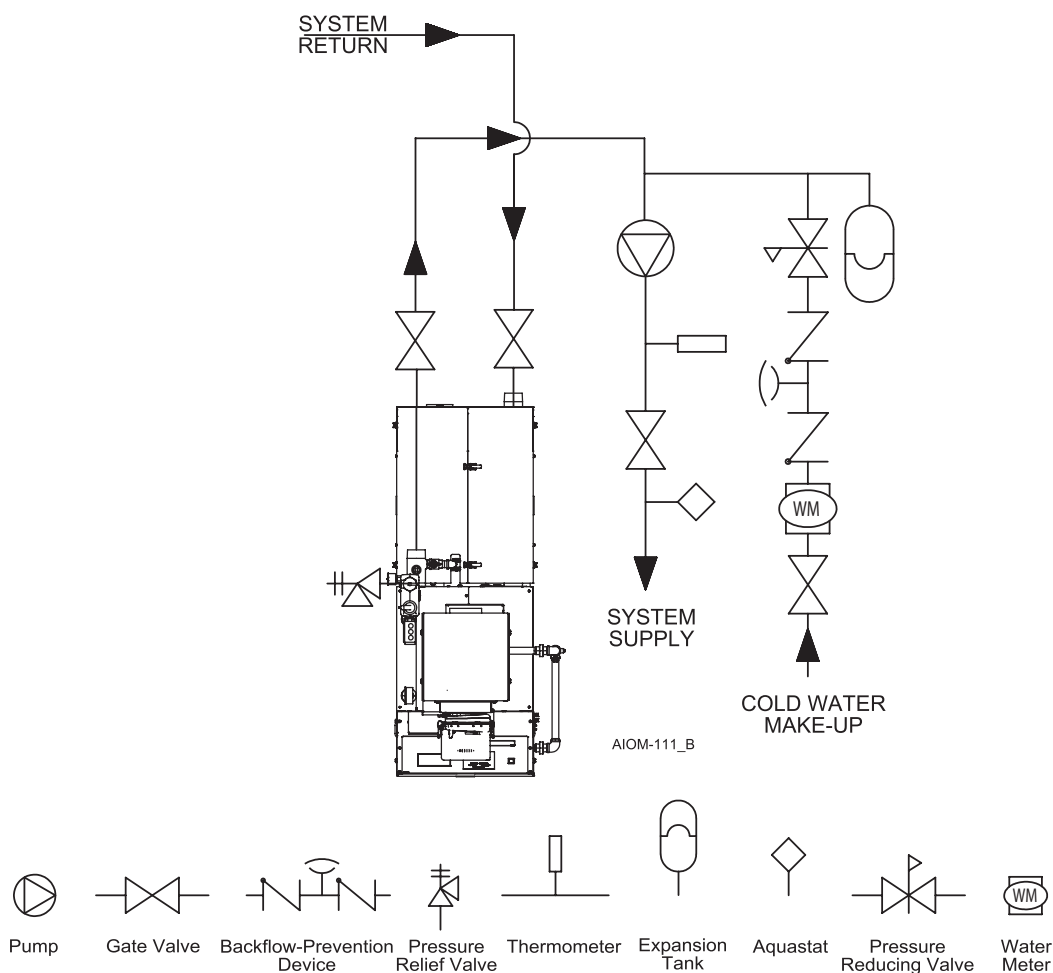 SYSTEM
RETURN
WM
SYSTEM
SUPPLY
COLD WATER
MAKE-UP
AIOM-111_B
WM
Pump
Gate Valve
Backflow-Prevention
Device
Pressure
Relief Valve
Thermometer
Expansion
Tank
Aquastat
Pressure
Reducing Valve
Water
Meter